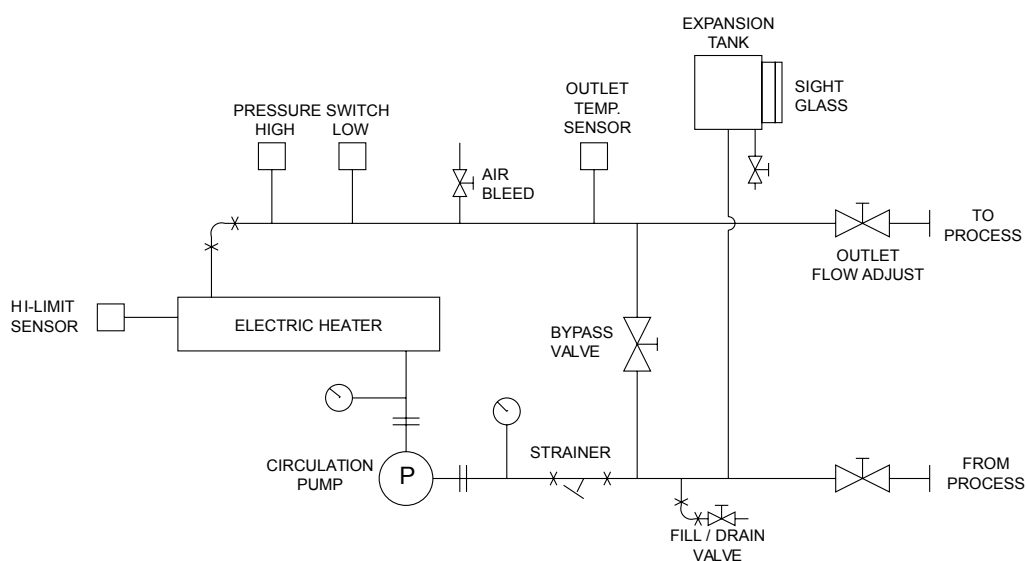 EXPANSION
TANK
SIGHT
GLASS
OUTLET
TEMP.
SENSOR
PRESSURE SWITCH
HIGH LOW
AIR
BLEED
TO
PROCESS
OUTLET
FLOW ADJUST
HI-LIMIT
SENSOR
ELECTRIC HEATER
BYPASS
VALVE
STRAINER
CIRCULATION
PUMP
P
FROM
PROCESS
FILL / DRAIN
VALVE